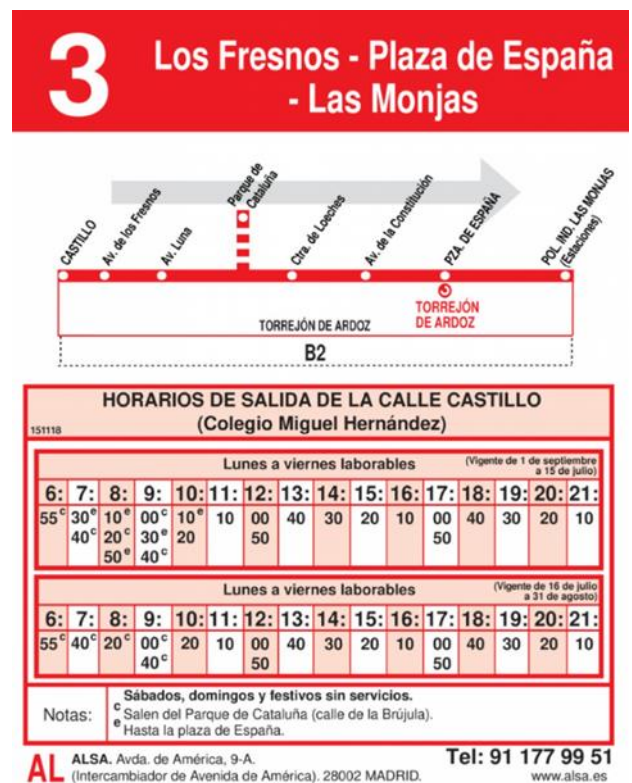 3
Los Fresnos - Plaza de España
- Las Monjas
CASTILLO
Av. de los Fresnos
Av. Luna
Parque de
Cataluña
Ctra. de Loeches
Av. de la Constitución
PZA. DE ESPAÑA
POL. IND. LAS MONJAS
(Estaciones)
TORREJÓN DE ARDOZ
TORREJÓN
DE ARDOZ
B2
HORARIOS DE SALIDA DE LA CALLE CASTILLO
151118
(Colegio Miguel Hernández)
Lunes a viernes laborables
(Vigente de 1 de septiembre
a 15 de julio)
6: 7: 8: 9: 10: 11: 12: 13: 14: 15: 16: 17: 18: 19: 20: 21:
55c 30e 10e 00c 10e 10 00 40 30 20 10 00 40 30 20 10
40c 20c 30e 20 50 50
50e 40c
Lunes a viernes laborables
(Vigente de 16 de julio
a 31 de agosto)
6: 7: 8: 9: 10: 11: 12: 13: 14: 15: 16: 17: 18: 19: 20: 21:
55c 40c 20c 00c 20 10 00 40 30 20 10 00 40 30 20 10
40c 50 50
Notas:
Sábados, domingos y festivos sin servicios.
c Salen del Parque de Cataluña (calle de la Brújula).
e Hasta la plaza de España.
AL
ALSA. Avda. de América, 9-A.
(Intercambiador de Avenida de América). 28002 MADRID.
Tel: 91 177 99 51
www.alsa.es